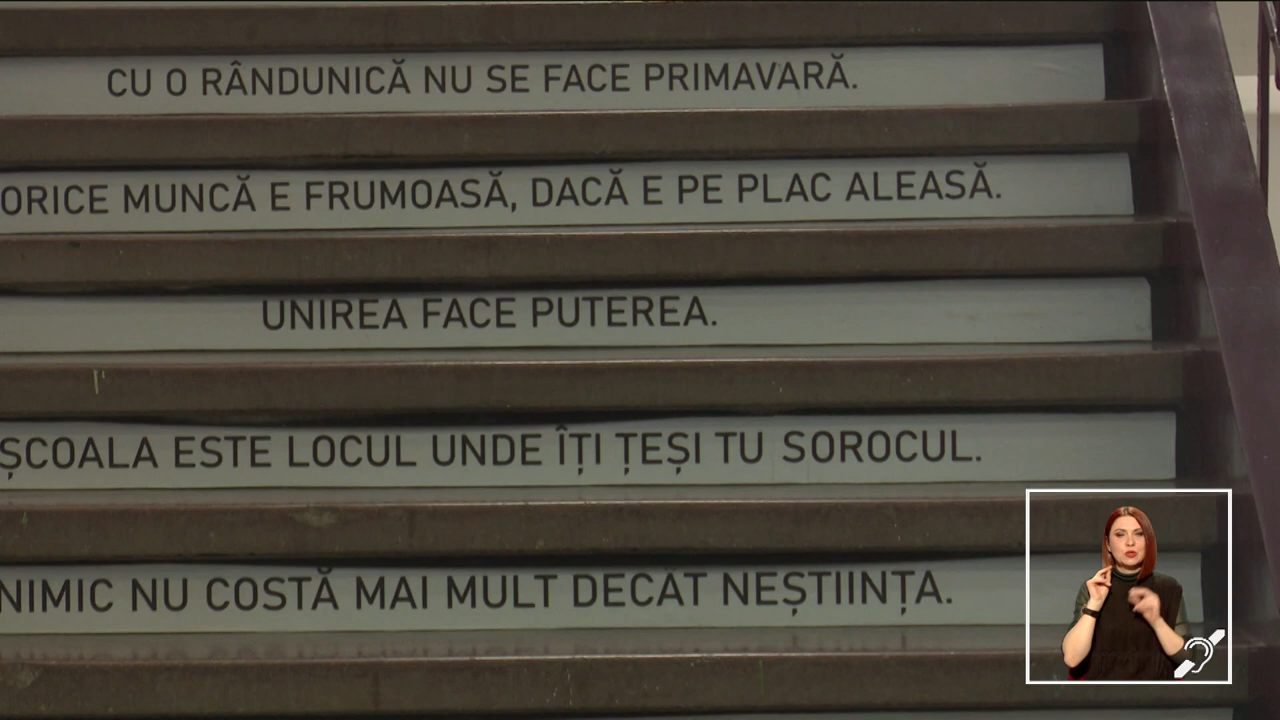 CU O RÂNDUNICĂ NU SE FACE PRIMAVARĂ.
ORICE MUNCĂ E FRUMOASĂ, DACĂ E PE PLAC ALEASĂ.
UNIREA FACE PUTEREA.
ȘCOALA ESTE LOCUL UNDE ÎȚI ȚEȘI TU SOROCUL.
NIMIC NU COSTĂ MAI MULT DECÂT NEȘTIINȚA.